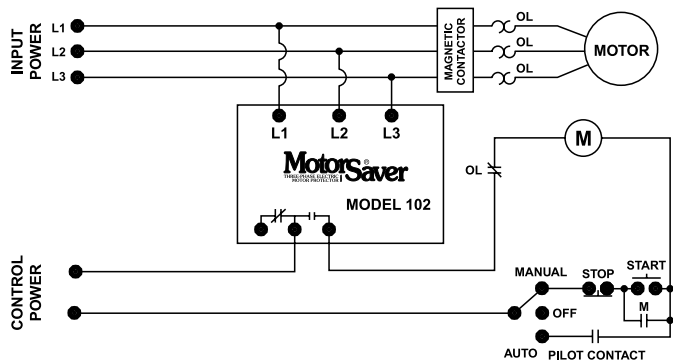 INPUT
POWER
L1
L2
L3
MAGNETIC
CONTACTOR
OL
OL
OL
MOTOR
L1
L2
L3
MotorSaver®
THREE-PHASE ELECTRIC
MOTOR PROTECTOR
MODEL 102
OL
M
CONTROL
POWER
MANUAL
STOP
START
OFF
M
AUTO
PILOT CONTACT